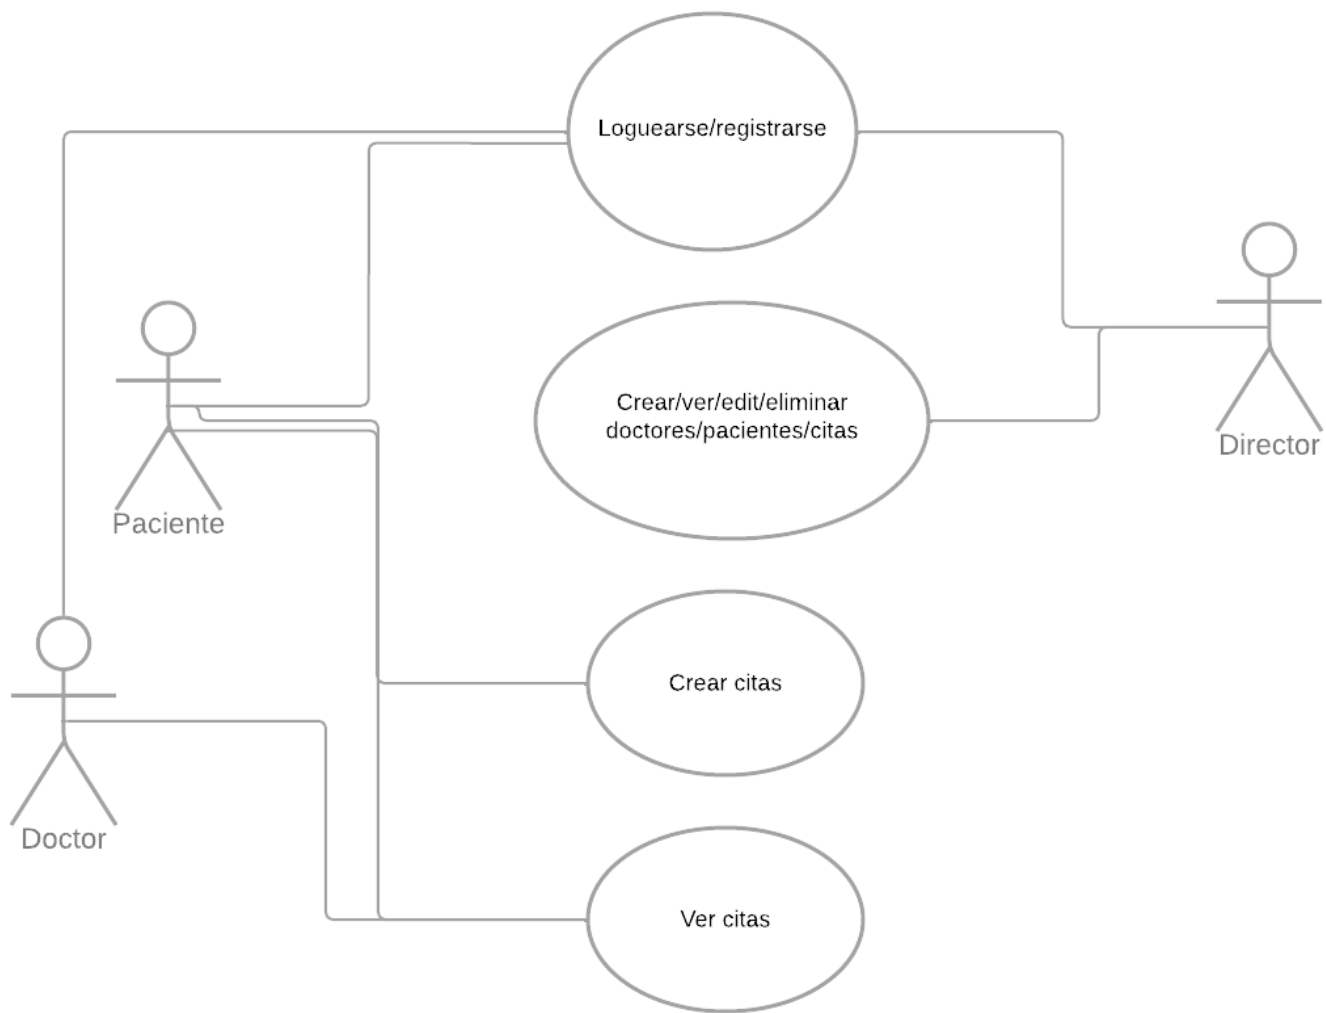 Loguearse/registrarse
Crear/ver/edit/eliminar
doctores/pacientes/citas
Director
Paciente
Crear citas
Doctor
Ver citas